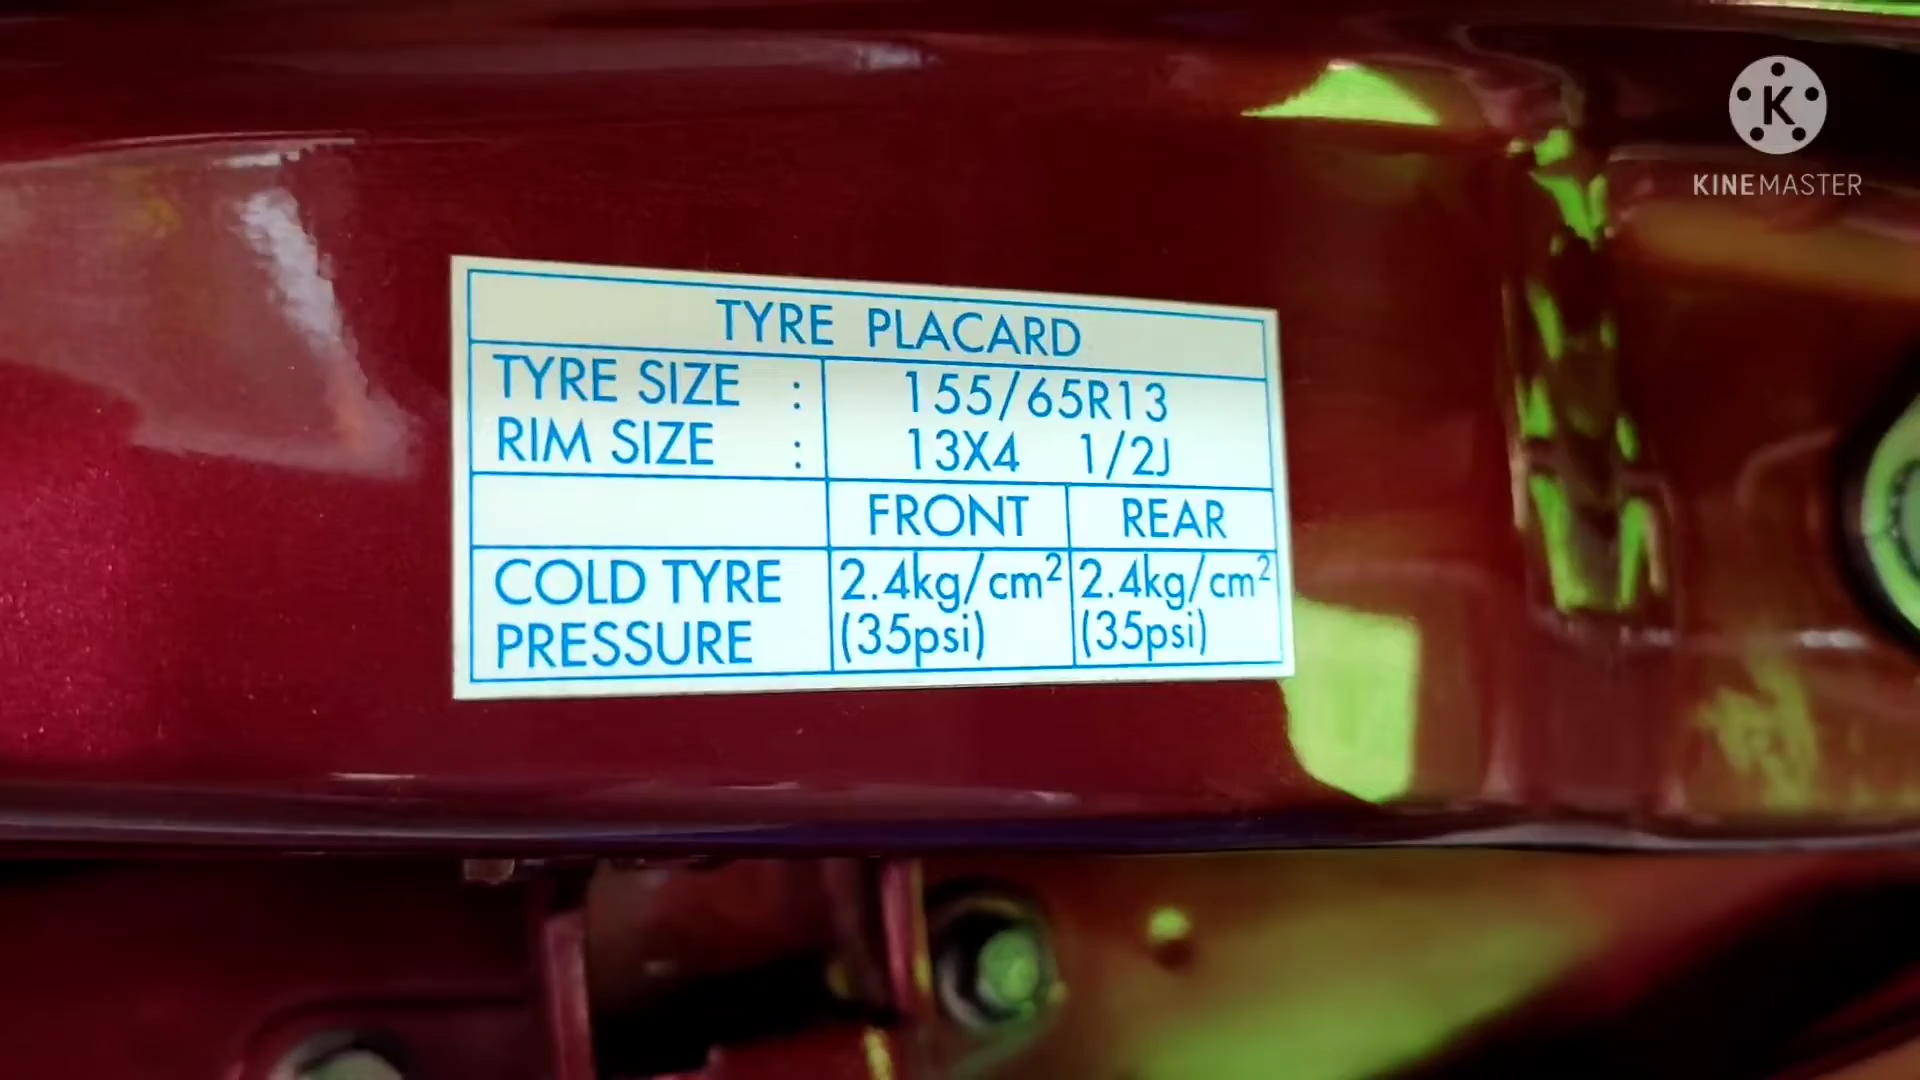 K
KINEMASTER
TYRE PLACARD
TYRE SIZE : 155/65R13
RIM SIZE : 13X4 1/2J
FRONT REAR
COLD TYRE PRESSURE 2.4kg/cm² (35psi) 2.4kg/cm² (35psi)